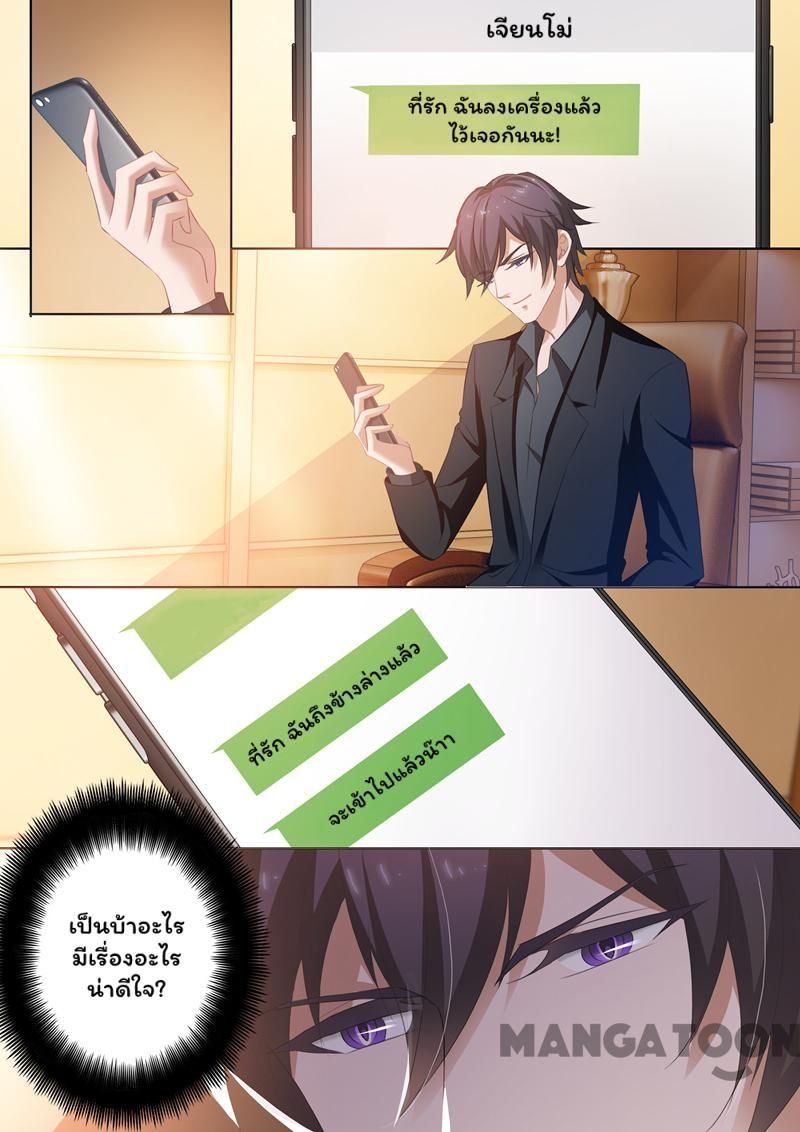 เจียนโม่
ที่รัก ฉันลงเครื่องแล้ว
ไว้เจอกันนะ!
ที่รัก ฉันถึงข้างล่างแล้ว
จะเข้าไปแล้วน๊าา
เป็นบ้าอะไร
มีเรื่องอะไร
น่าดีใจ?
MANGATOON